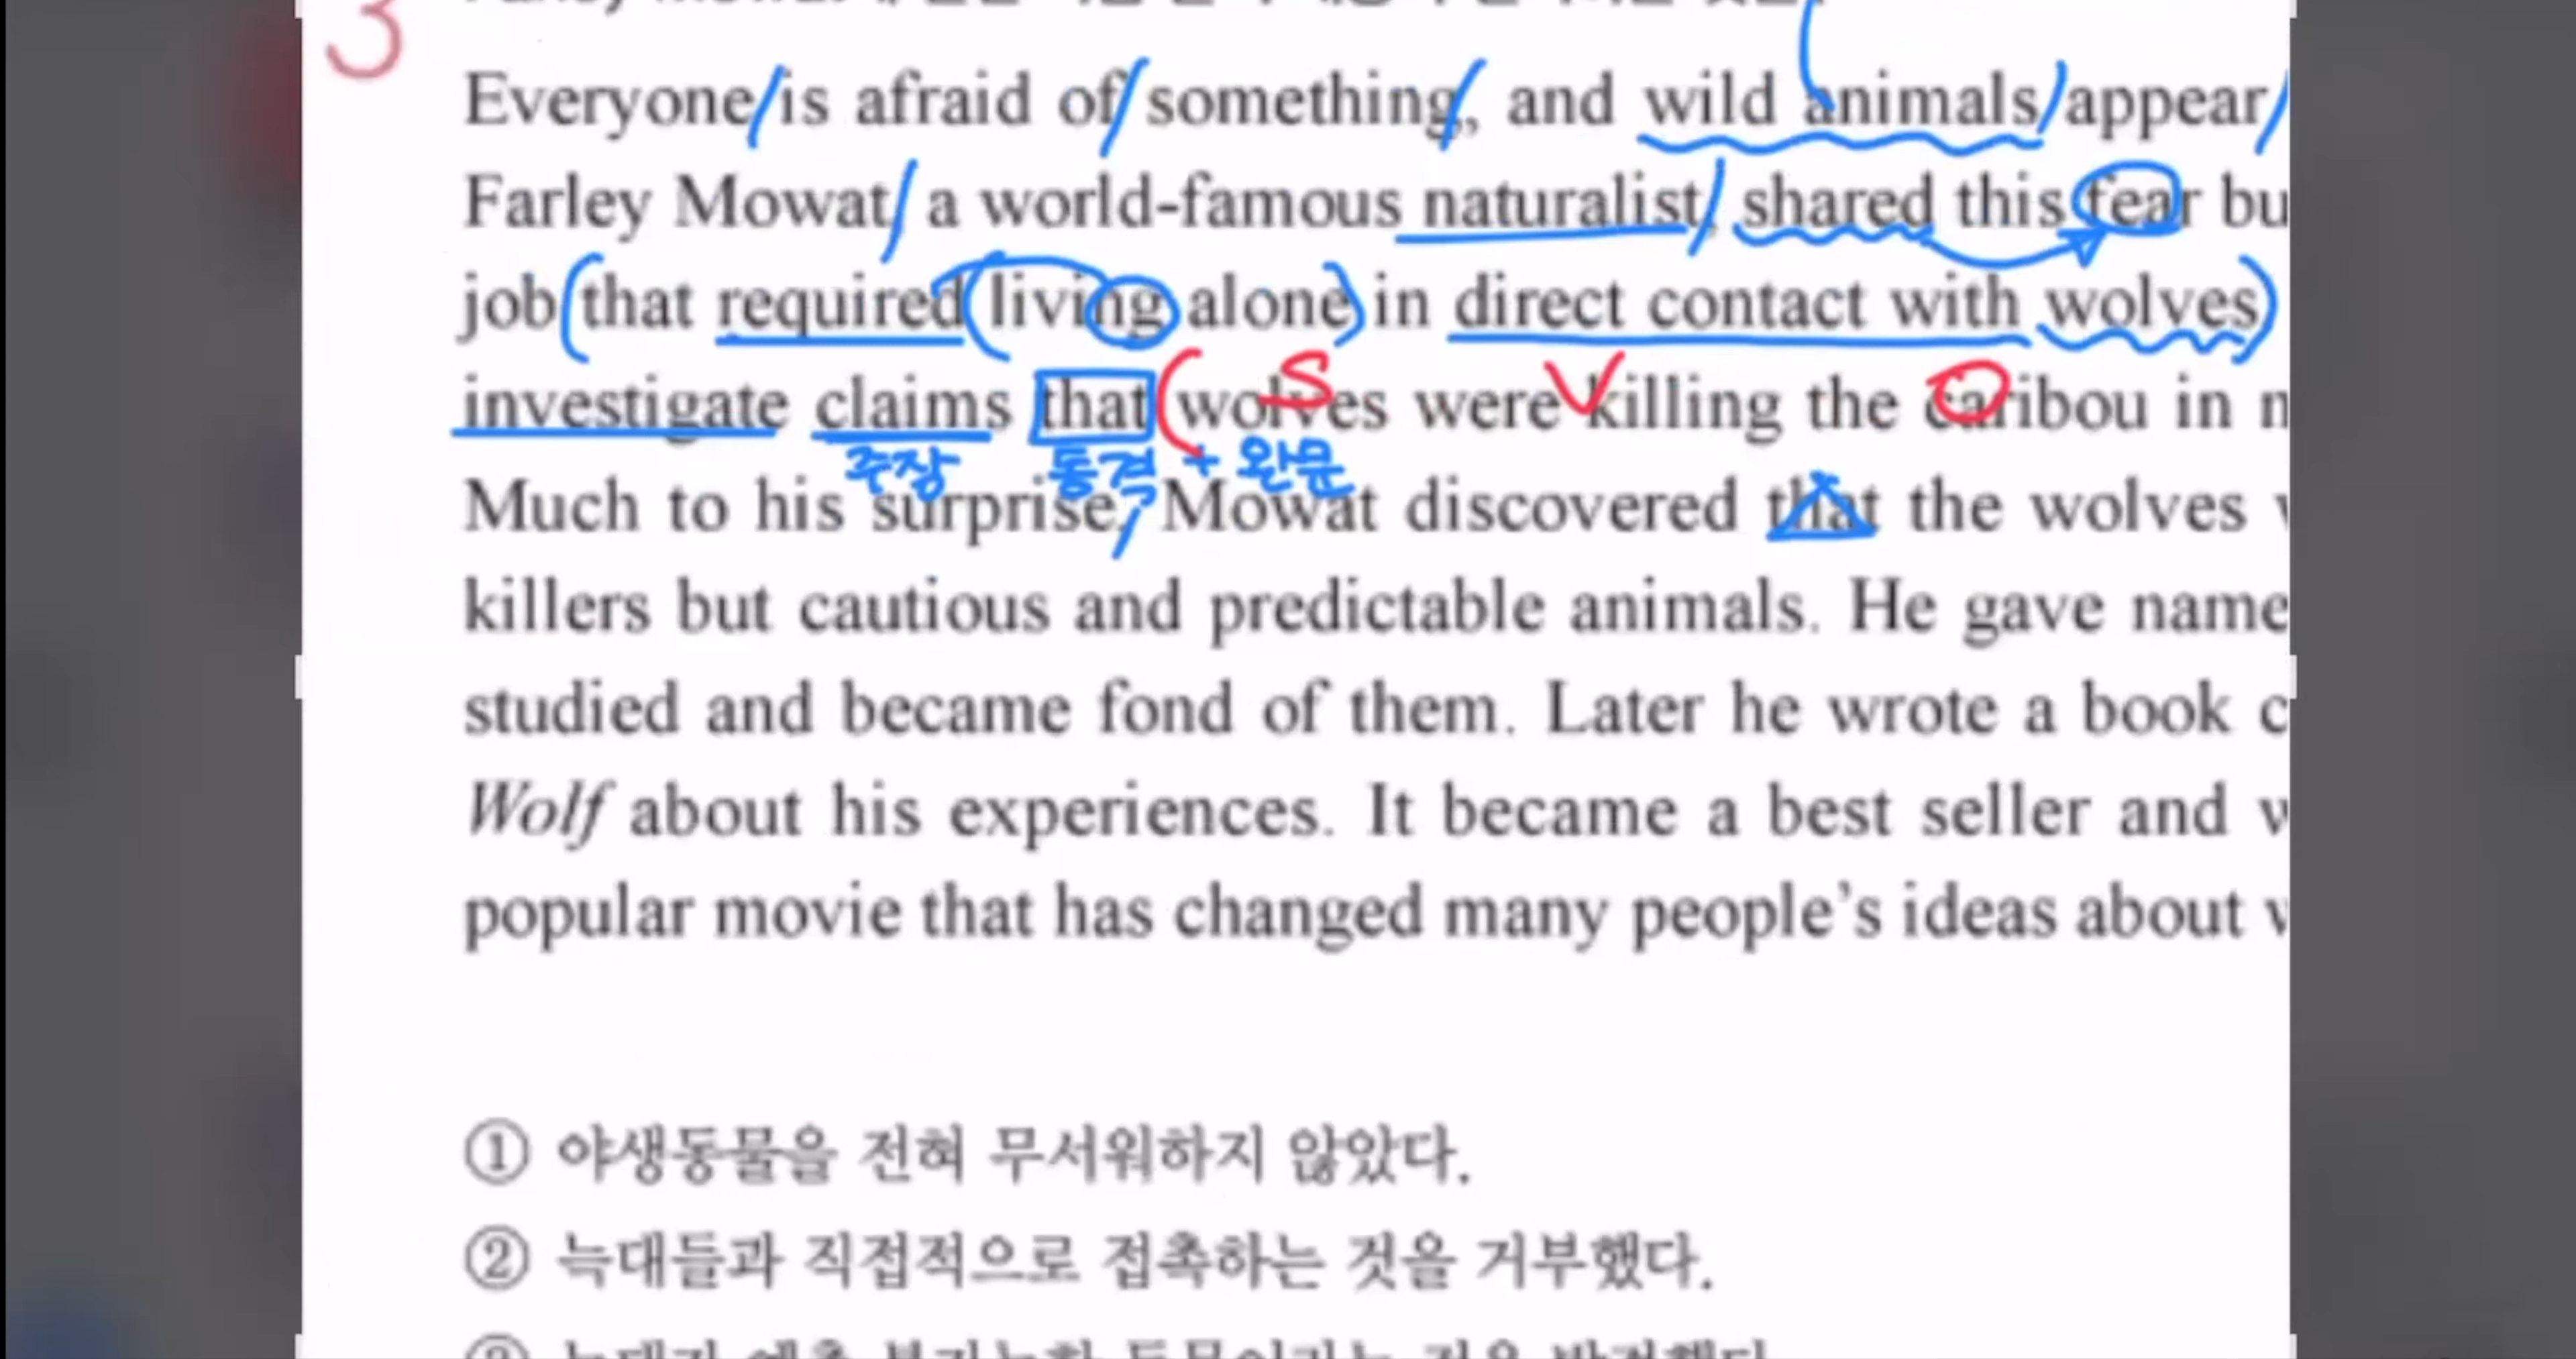 3
Everyone is afraid of something, and wild animals appear
Farley Mowat, a world-famous naturalist, shared this fear bu
job that required living alone in direct contact with wolves
investigate claims that wolves were killing the caribou in n
S V O
주장 동격 + 완문
Much to his surprise, Mowat discovered that the wolves
killers but cautious and predictable animals. He gave name
studied and became fond of them. Later he wrote a book c
Wolf about his experiences. It became a best seller and w
popular movie that has changed many people's ideas about
① 야생동물을 전혀 무서워하지 않았다.
② 늑대들과 직접적으로 접촉하는 것을 거부했다.